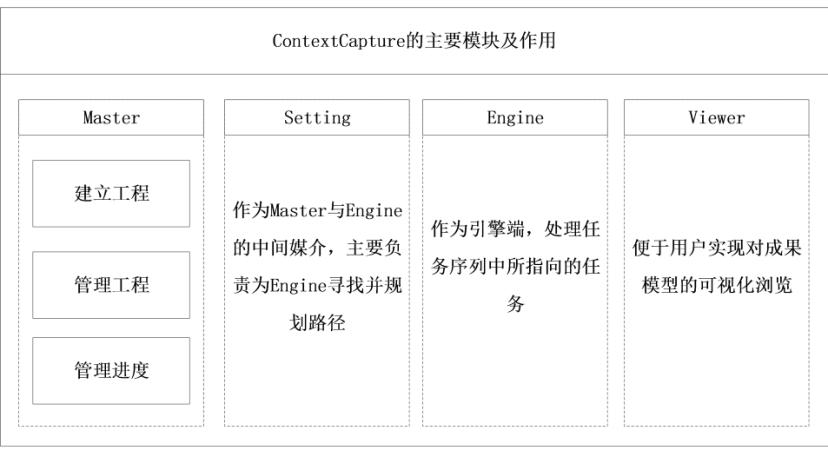 ContextCapture的主要模块及作用
Master
建立工程
管理工程
管理进度
Setting
作为Master与Engine
的中间媒介，主要负
责为Engine寻找并规
划路径
Engine
作为引擎端，处理任
务序列中所指向的任
务
Viewer
便于用户实现对成果
模型的可视化浏览